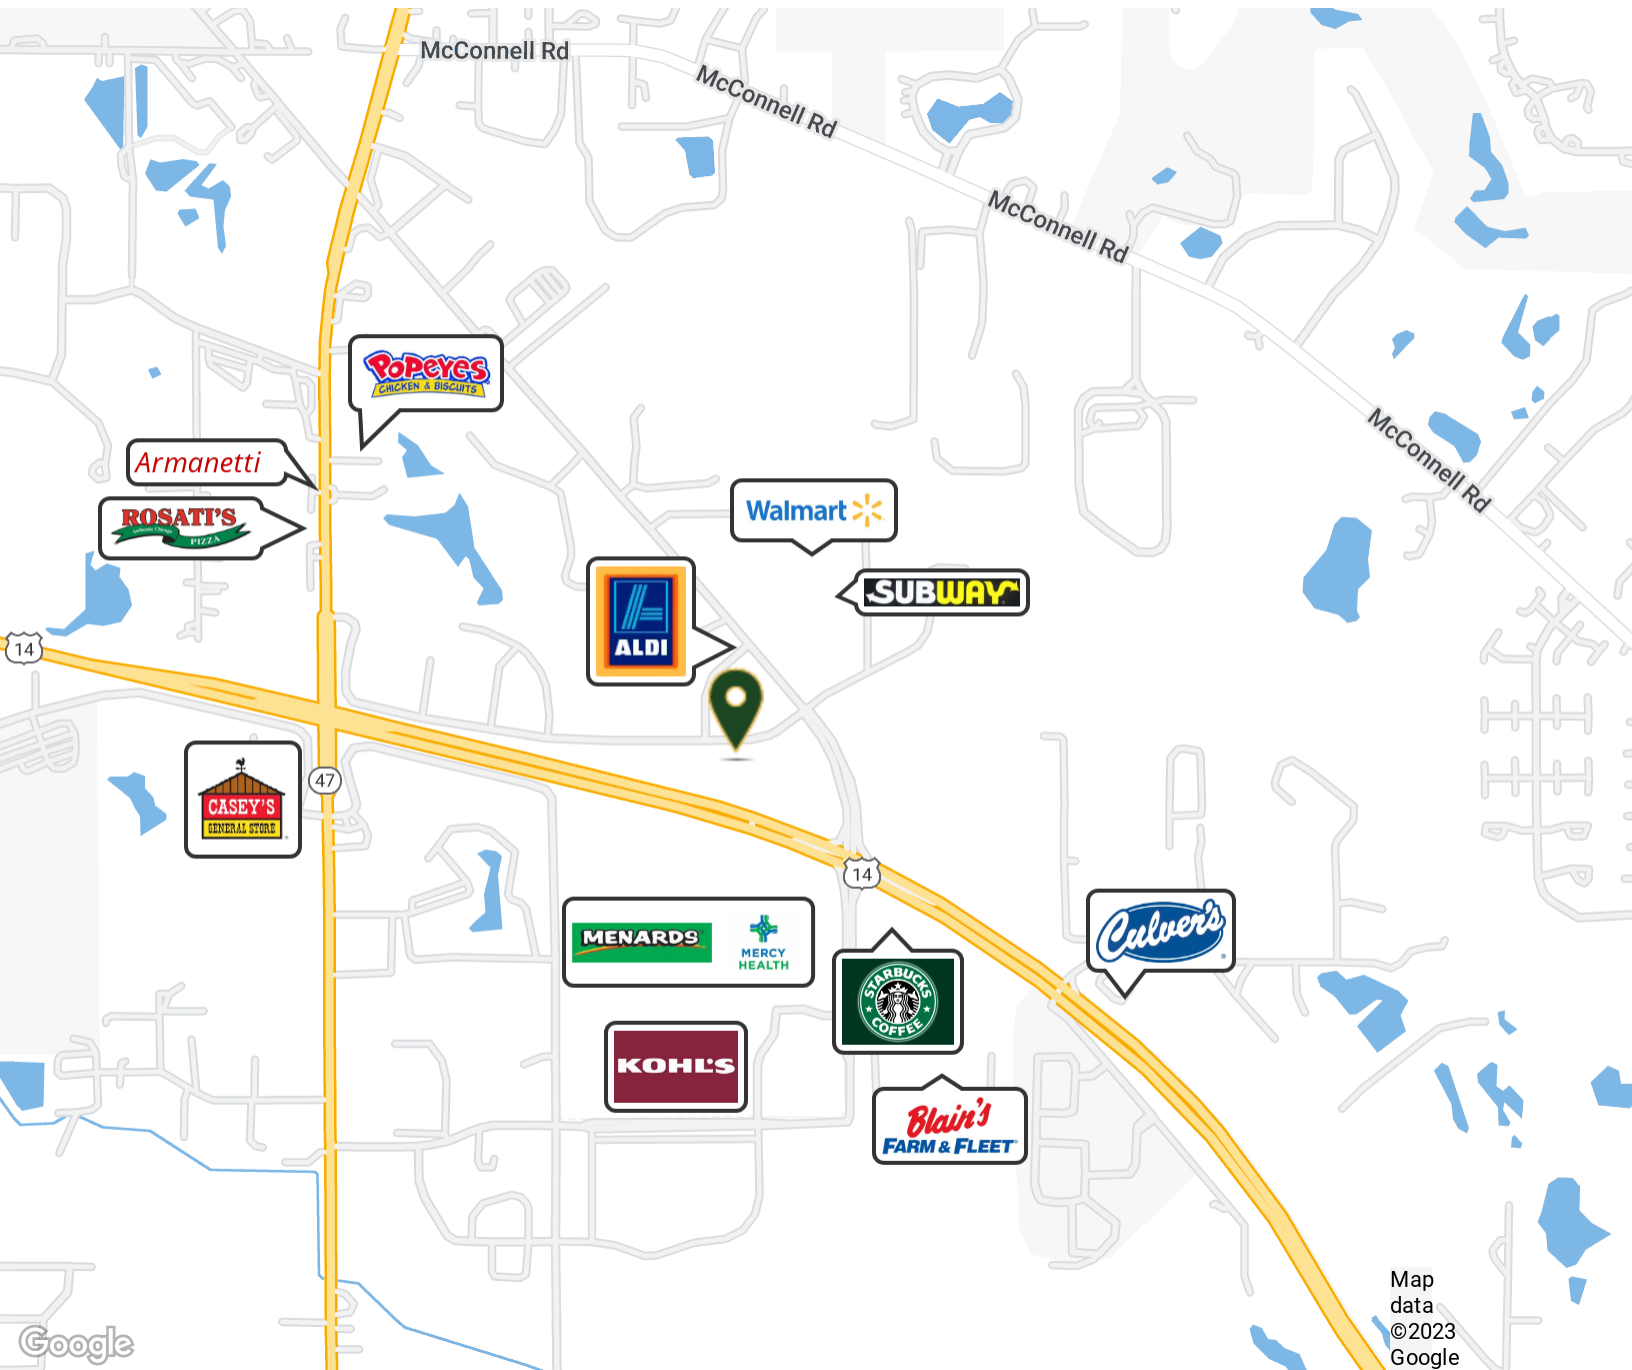 McConnell Rd
McConnell Rd
McConnell Rd
POPEYES
CHICKEN & BISCUITS
McConnell Rd
Armanetti
ROSATI'S
Authentic Chicago
PIZZA
Walmart
SUBWAY
ALDI
14
47
CASEY'S
GENERAL STORE
14
MENARDS
MERCY
HEALTH
Culver's
STARBUCKS
COFFEE
KOHL'S
Blain's
FARM & FLEET
Map
data
©2023
Google
Google